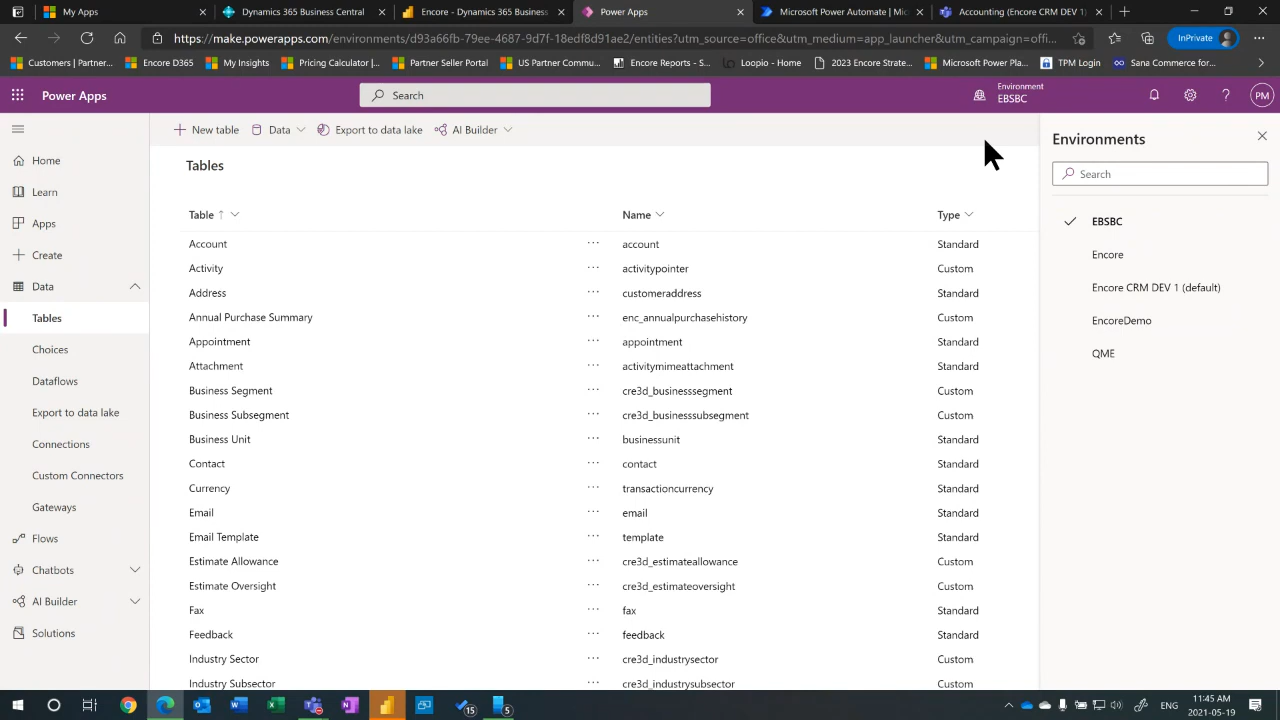 My Apps
Dynamics 365 Business Central
Encore - Dynamics 365 Business
Power Apps
Microsoft Power Automate | Micr
Accounting (Encore CRM DEV 1)
https://make.powerapps.com/environments/d93a66fb-79ee-4687-9d7f-18edf8d91ae2/entities?utm_source=office&utm_medium=app_launcher&utm_campaign=offi...
InPrivate
Customers | Partner...
Encore D365
My Insights
Pricing Calculator |...
Partner Seller Portal
US Partner Commu...
Encore Reports - S...
Loopio - Home
2023 Encore Strate...
Microsoft Power Pla...
TPM Login
Sana Commerce for...
Power Apps
Search
Environment
EBSBC
PM
New table
Data
Export to data lake
AI Builder
Home
Learn
Apps
Create
Data
Tables
Choices
Dataflows
Export to data lake
Connections
Custom Connectors
Gateways
Flows
Chatbots
AI Builder
Solutions
Tables
Table ↑ Name Type
Account ··· account Standard
Activity ··· activitypointer Custom
Address ··· customeraddress Standard
Annual Purchase Summary ··· enc_annualpurchasehistory Custom
Appointment ··· appointment Standard
Attachment ··· activitymimeattachment Standard
Business Segment ··· cre3d_businesssegment Custom
Business Subsegment ··· cre3d_businesssubsegment Custom
Business Unit ··· businessunit Standard
Contact ··· contact Standard
Currency ··· transactioncurrency Standard
Email ··· email Standard
Email Template ··· template Standard
Estimate Allowance ··· cre3d_estimateallowance Custom
Estimate Oversight ··· cre3d_estimateoversight Custom
Fax ··· fax Standard
Feedback ··· feedback Standard
Industry Sector ··· cre3d_industrysector Custom
Industry Subsector ··· cre3d_industrysubsector Custom
Environments
Search
EBSBC
Encore
Encore CRM DEV 1 (default)
EncoreDemo
QME
15
5
11:45 AM
2021-05-19